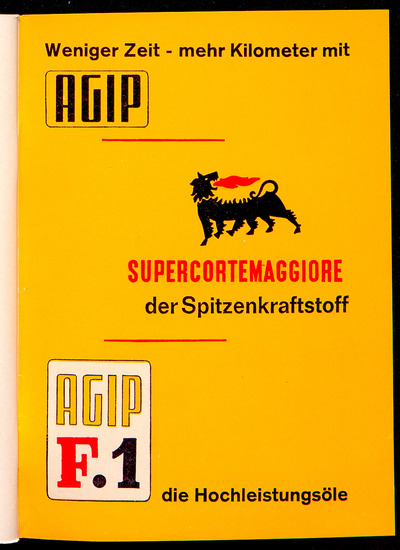 Weniger Zeit - mehr Kilometer mit
AGIP
SUPERCORTEMAGGIORE
der Spitzenkraftstoff
AGIP
F.1
die Hochleistungsöle